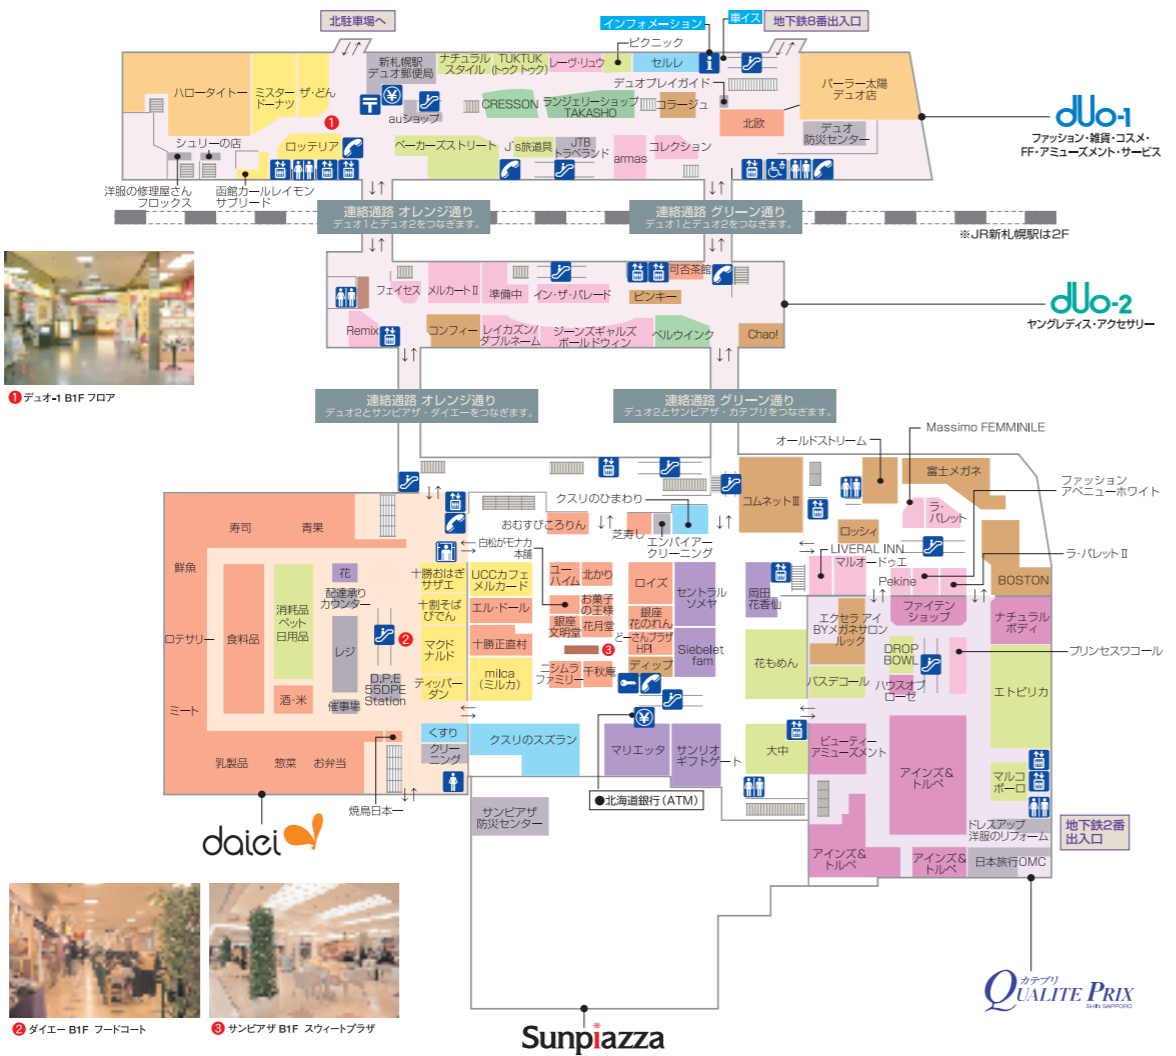 北駐車場へ
インフォメーション
車イス
地下鉄8番出入口
ピクニック
ハロータイトー
ミスター
ドーナツ
ザ・どん
新札幌駅
デュオ郵便局
ナチュラル
スタイル
TUKTUK
(トゥクトゥク)
レーヴ・リュウ
セルレ
デュオプレイガイド
パーラー太陽
デュオ店
auショップ
CRESSON
ランジェリーショップ
TAKASHO
コラージュ
北欧
デュオ
防災センター
1
シュリーの店
ロッテリア
ベーカーズストリート
J's旅道具
JTB
トラベランド
armas
コレクション
洋服の修理屋さん
フロックス
函館カールレイモン
サブリード
duo-1
ファッション・雑貨・コスメ・
FF・アミューズメント・サービス
連絡通路 オレンジ通り
デュオ1とデュオ2をつなぎます。
連絡通路 グリーン通り
デュオ1とデュオ2をつなぎます。
※JR新札幌駅は2F
フェイセス
メルカートⅡ
準備中
イン・ザ・パレード
ピンキー
可否茶館
Remix
コンフィー
レイカズン/
ダブルネーム
ジーンズギャルズ
ボールドウィン
ベルウインク
Chao!
duo-2
ヤングレディス・アクセサリー
1 デュオ-1 B1F フロア
連絡通路 オレンジ通り
デュオ2とサンピアザ・ダイエーをつなぎます。
連絡通路 グリーン通り
デュオ2とサンピアザ・カテプリをつなぎます。
Massimo FEMMINILE
オールドストリーム
富士メガネ
ファッション
アベニューホワイト
コムネットⅢ
ラ・
パレット
ロッシィ
クスリのひまわり
おむすびころりん
芝寿し
エンパイアー
クリーニング
LIVERAL INN
マルオードゥエ
ラ・パレットⅡ
Pekine
BOSTON
寿司
青果
鮮魚
花
配達承り
カウンター
消耗品
ペット
日用品
食料品
ロテサリー
レジ
2
酒・米
催事場
D.P.E
55DPE
Station
ミート
乳製品
惣菜
お弁当
焼鳥日本一
白松がモナカ
本舗
十勝おはぎ
サザエ
UCCカフェ
メルカード
ユー
ハイム
北かり
ロイズ
セントラル
ソメヤ
岡田
花香仙
十割そば
びでん
エル・ドール
お菓子
の王様
銀座
文明堂
花月堂
銀座
花のれん
マクド
ナルド
十勝正直村
3
どーさんプラザ
HPI
Siebelet
fam
花もめん
ティッパー
ダン
milca
(ミルカ)
ニシムラ
ファミリー
千秋庵
ディップ
くすり
クリー
ニング
クスリのスズラン
マリエッタ
サンリオ
ギフトゲート
大中
●北海道銀行(ATM)
サンピアザ
防災センター
エクセラ アイ
BYメガネサロン
ルック
ファイテン
ショップ
ナチュラル
ボディ
DROP
BOWL
プリンセスワコール
バスデコール
ハウスオブ
ローゼ
エトピリカ
ビューティー
アミューズメント
アインズ&
トルペ
マルコ
ポーロ
ドレスアップ
洋服のリフォーム
アインズ&
トルペ
アインズ&
トルペ
日本旅行OMC
地下鉄2番
出入口
daiei
2 ダイエー B1F フードコート
3 サンピアザ B1F スウィートプラザ
Sunpiazza
カテプリ
QUALITE PRIX
SHIN SAPPORO